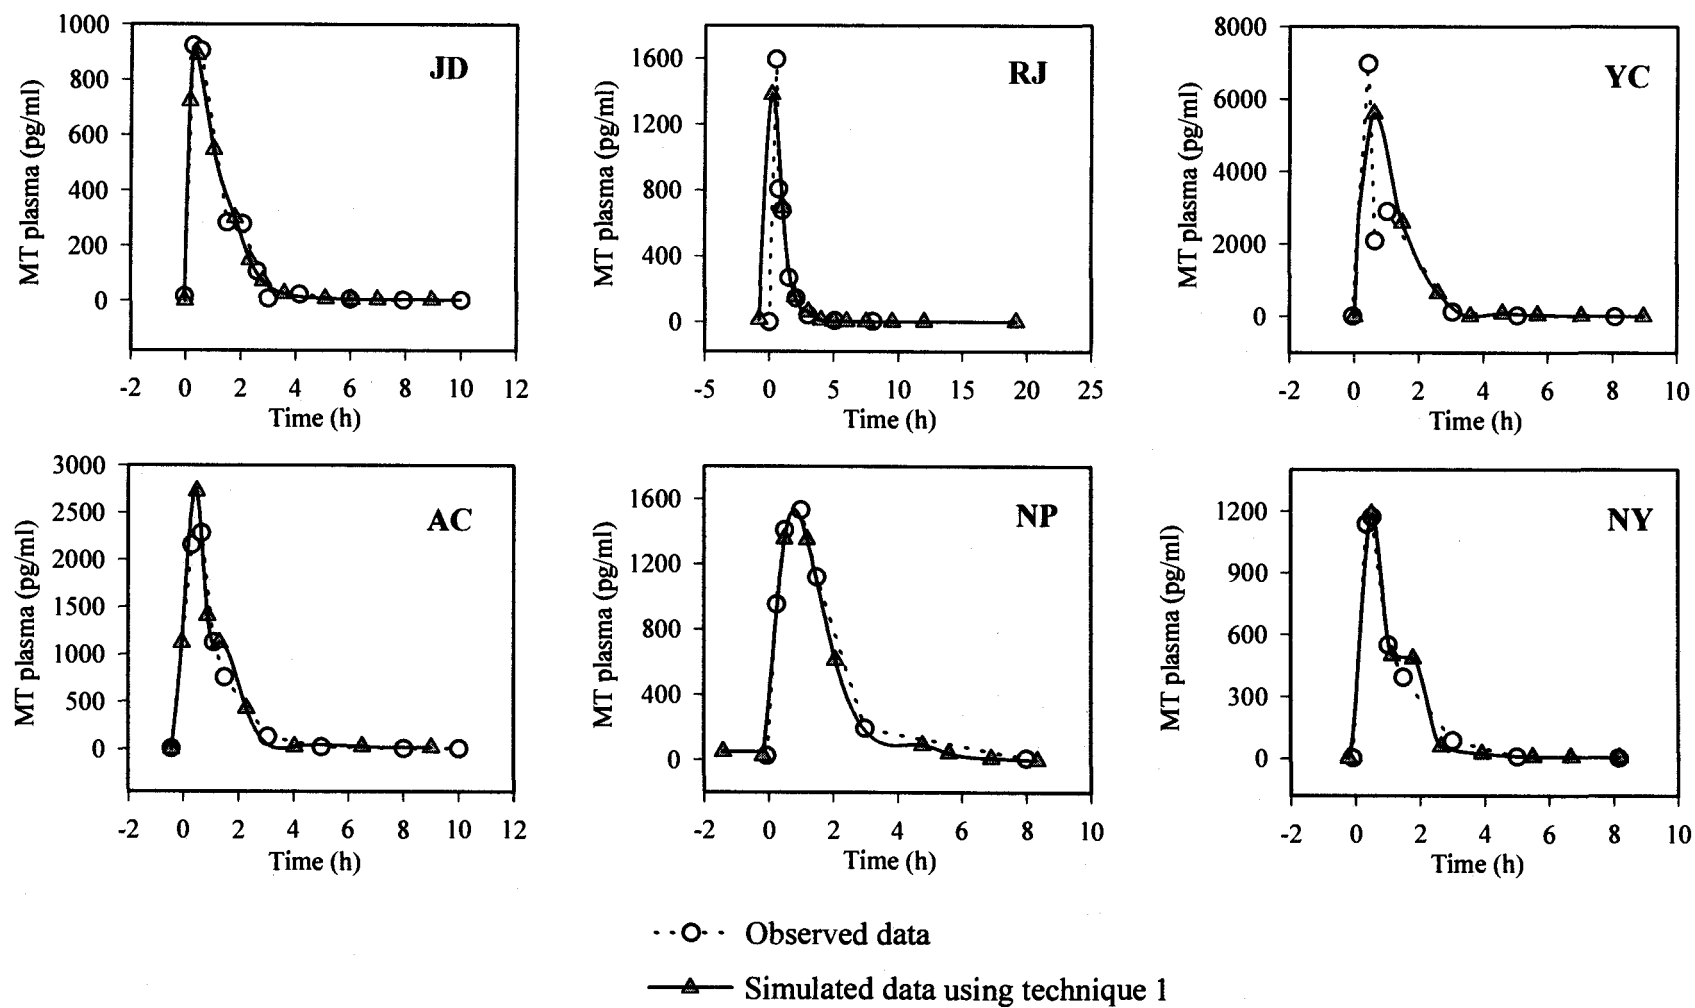 JD
MT plasma (pg/ml)
1000
800
600
400
200
0
-2 0 2 4 6 8 10 12
Time (h)
RJ
MT plasma (pg/ml)
1600
1200
800
400
0
-5 0 5 10 15 20 25
Time (h)
YC
MT plasma (pg/ml)
8000
6000
4000
2000
0
-2 0 2 4 6 8 10
Time (h)
AC
MT plasma (pg/ml)
3000
2500
2000
1500
1000
500
0
-2 0 2 4 6 8 10 12
Time (h)
NP
MT plasma (pg/ml)
1600
1200
800
400
0
-2 0 2 4 6 8 10
Time (h)
NY
MT plasma (pg/ml)
1200
900
600
300
0
-2 0 2 4 6 8 10
Time (h)
Observed data
Simulated data using technique 1